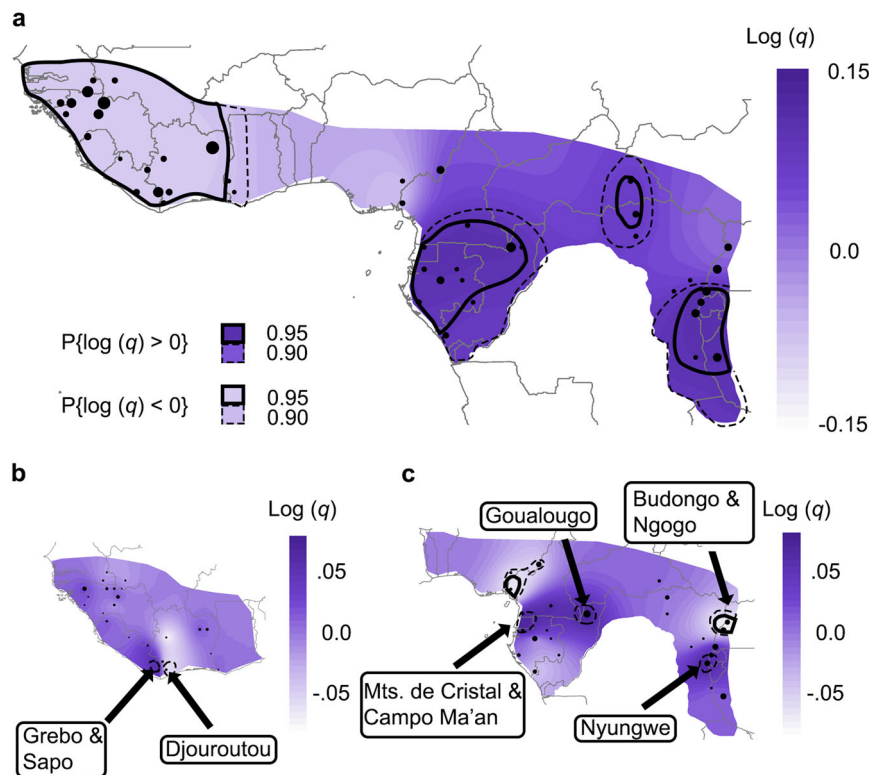 a
Log (q)
0.15
0.0
-0.15
P{log (q) > 0}
0.95
0.90
P{log (q) < 0}
0.95
0.90
b
Log (q)
.05
0.0
-.05
Grebo &
Sapo
Djouroutou
c
Goualougo
Budongo &
Ngogo
Log (q)
.05
0.0
-.05
Mts. de Cristal &
Campo Ma'an
Nyungwe